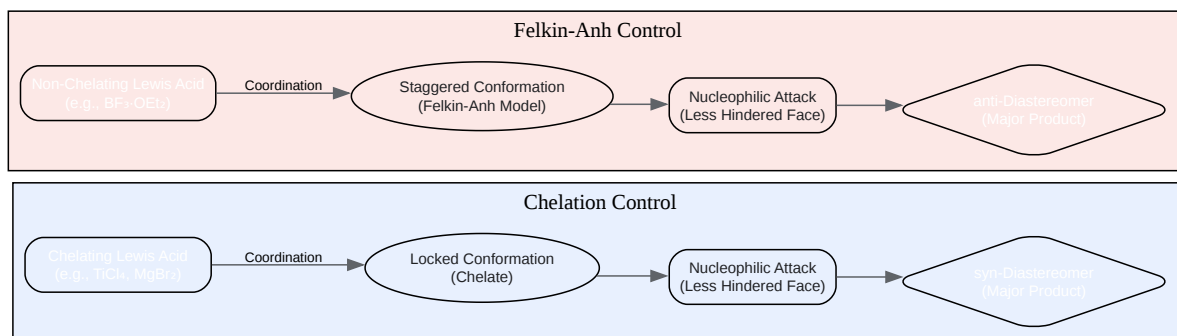 Felkin-Anh Control
Non-Chelating Lewis Acid
(e.g., BF₃·OEt₂)
Coordination
Staggered Conformation
(Felkin-Anh Model)
Nucleophilic Attack
(Less Hindered Face)
anti-Diastereomer
(Major Product)
Chelation Control
Chelating Lewis Acid
(e.g., TiCl₄, MgBr₂)
Coordination
Locked Conformation
(Chelate)
Nucleophilic Attack
(Less Hindered Face)
syn-Diastereomer
(Major Product)